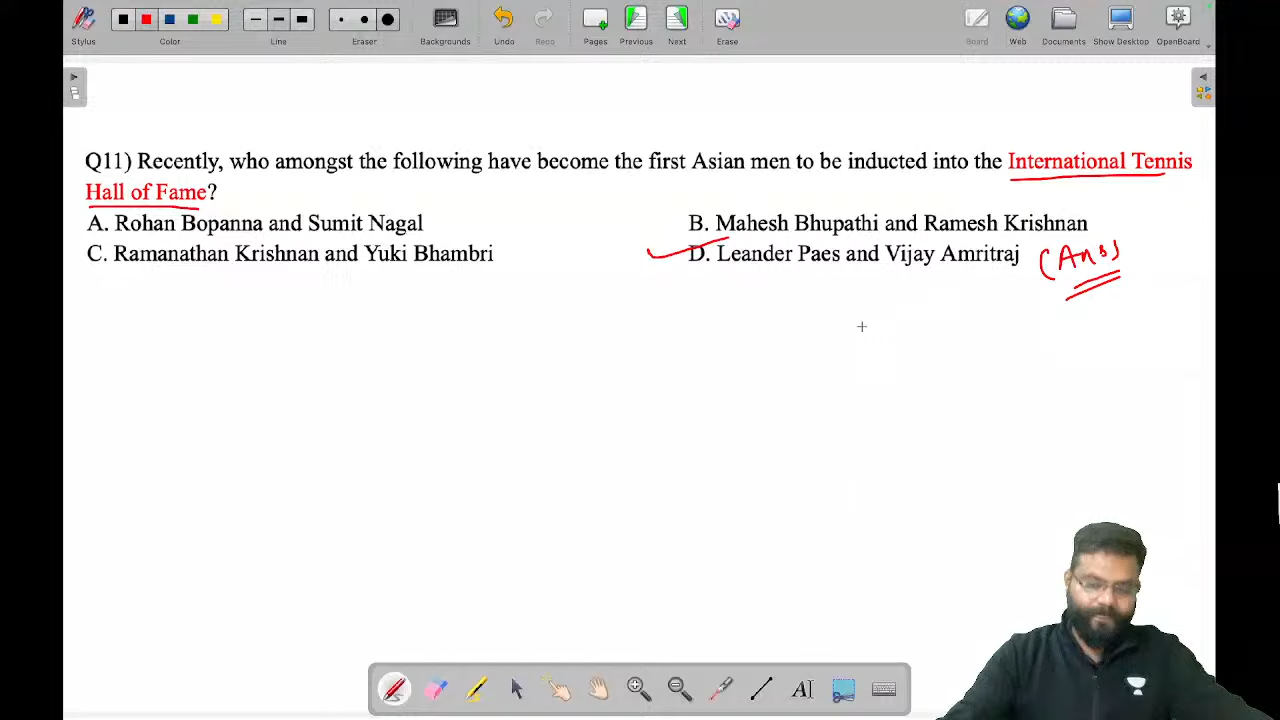 Stylus Color Line Eraser Backgrounds Undo Redo Pages Previous Next Erase Board Web Documents Show Desktop OpenBoard
Q11) Recently, who amongst the following have become the first Asian men to be inducted into the International Tennis
Hall of Fame?
A. Rohan Bopanna and Sumit Nagal
B. Mahesh Bhupathi and Ramesh Krishnan
C. Ramanathan Krishnan and Yuki Bhambri
D. Leander Paes and Vijay Amritraj (Ans)
AI